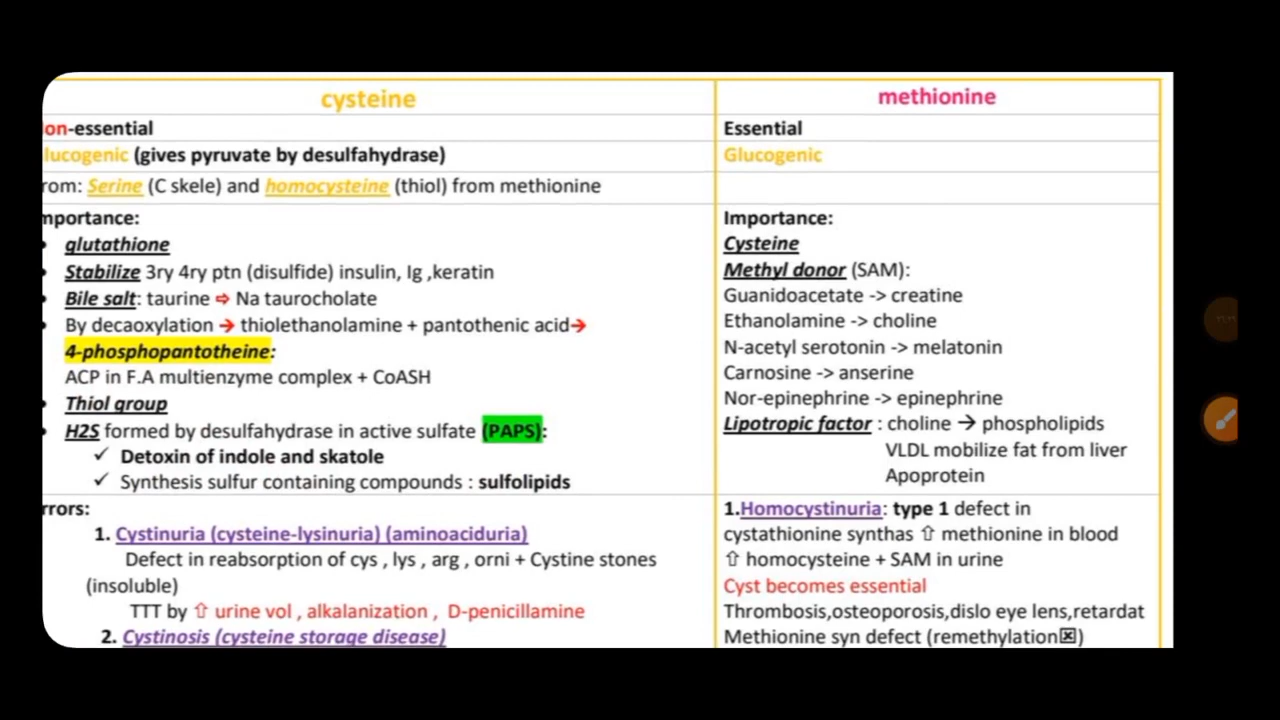 cysteine
on-essential
lucogenic (gives pyruvate by desulfahydrase)
rom: Serine (C skele) and homocysteine (thiol) from methionine
mportance:
• glutathione
• Stabilize 3ry 4ry ptn (disulfide) insulin, Ig ,keratin
• Bile salt: taurine ⇨ Na taurocholate
• By decaoxylation → thiolethanolamine + pantothenic acid→
4-phosphopantotheine:
ACP in F.A multienzyme complex + CoASH
• Thiol group
• H2S formed by desulfahydrase in active sulfate (PAPS):
✓ Detoxin of indole and skatole
✓ Synthesis sulfur containing compounds : sulfolipids
rrors:
1. Cystinuria (cysteine-lysinuria) (aminoaciduria)
Defect in reabsorption of cys , lys , arg , orni + Cystine stones
(insoluble)
TTT by ⇧ urine vol , alkalanization , D-penicillamine
2. Cystinosis (cysteine storage disease)
methionine
Essential
Glucogenic
Importance:
Cysteine
Methyl donor (SAM):
Guanidoacetate -> creatine
Ethanolamine -> choline
N-acetyl serotonin -> melatonin
Carnosine -> anserine
Nor-epinephrine -> epinephrine
Lipotropic factor : choline → phospholipids
VLDL mobilize fat from liver
Apoprotein
1.Homocystinuria: type 1 defect in
cystathionine synthas ⇧ methionine in blood
⇧ homocysteine + SAM in urine
Cyst becomes essential
Thrombosis,osteoporosis,dislo eye lens,retardat
Methionine syn defect (remethylation☒)